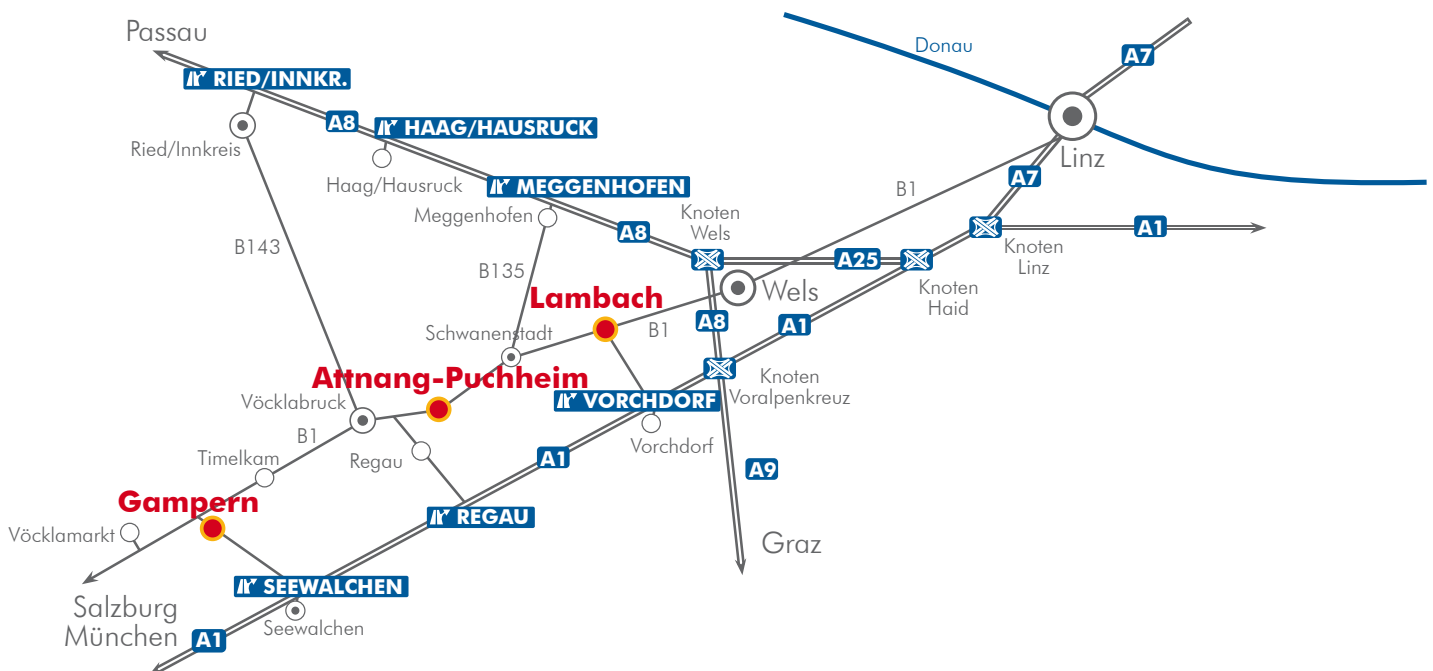 Passau
Donau
A7
RIED/INNKR.
A8
HAAG/HAUSRUCK
Ried/Innkreis
Linz
Haag/Hausruck
MEGGENHOFEN
A7
B1
Meggenhofen
Knoten
Wels
A8
A1
B143
Knoten
Linz
A25
B135
Knoten
Haid
Wels
Lambach
B1
A8
A1
Schwanenstadt
Attnang-Puchheim
Knoten
Voralpenkreuz
VORCHDORF
Vöcklabruck
B1
Vorchdorf
Timelkam
Regau
A1
A9
Gampern
REGAU
Vöcklamarkt
Graz
SEEWALCHEN
Salzburg
München
Seewalchen
A1